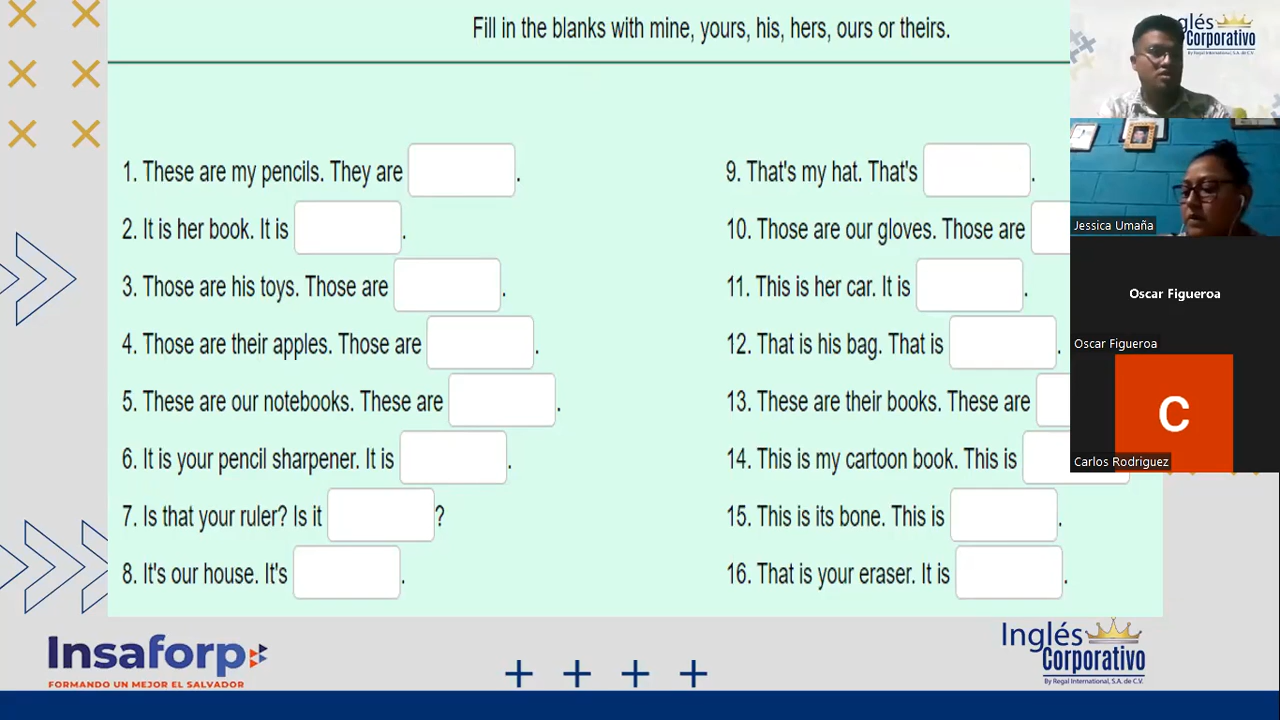 Fill in the blanks with mine, yours, his, hers, ours or theirs.
1. These are my pencils. They are .
2. It is her book. It is .
3. Those are his toys. Those are .
4. Those are their apples. Those are .
5. These are our notebooks. These are .
6. It is your pencil sharpener. It is .
7. Is that your ruler? Is it ?
8. It's our house. It's .
9. That's my hat. That's .
10. Those are our gloves. Those are
11. This is her car. It is .
12. That is his bag. That is .
13. These are their books. These are
14. This is my cartoon book. This is
15. This is its bone. This is .
16. That is your eraser. It is .
Inglés
Corporativo
By Regal International, S.A. de C.V.
Jessica Umaña
Oscar Figueroa
Oscar Figueroa
C
Carlos Rodriguez
Insaforp
FORMANDO UN MEJOR EL SALVADOR
Inglés
Corporativo
By Regal International, S.A. de C.V.